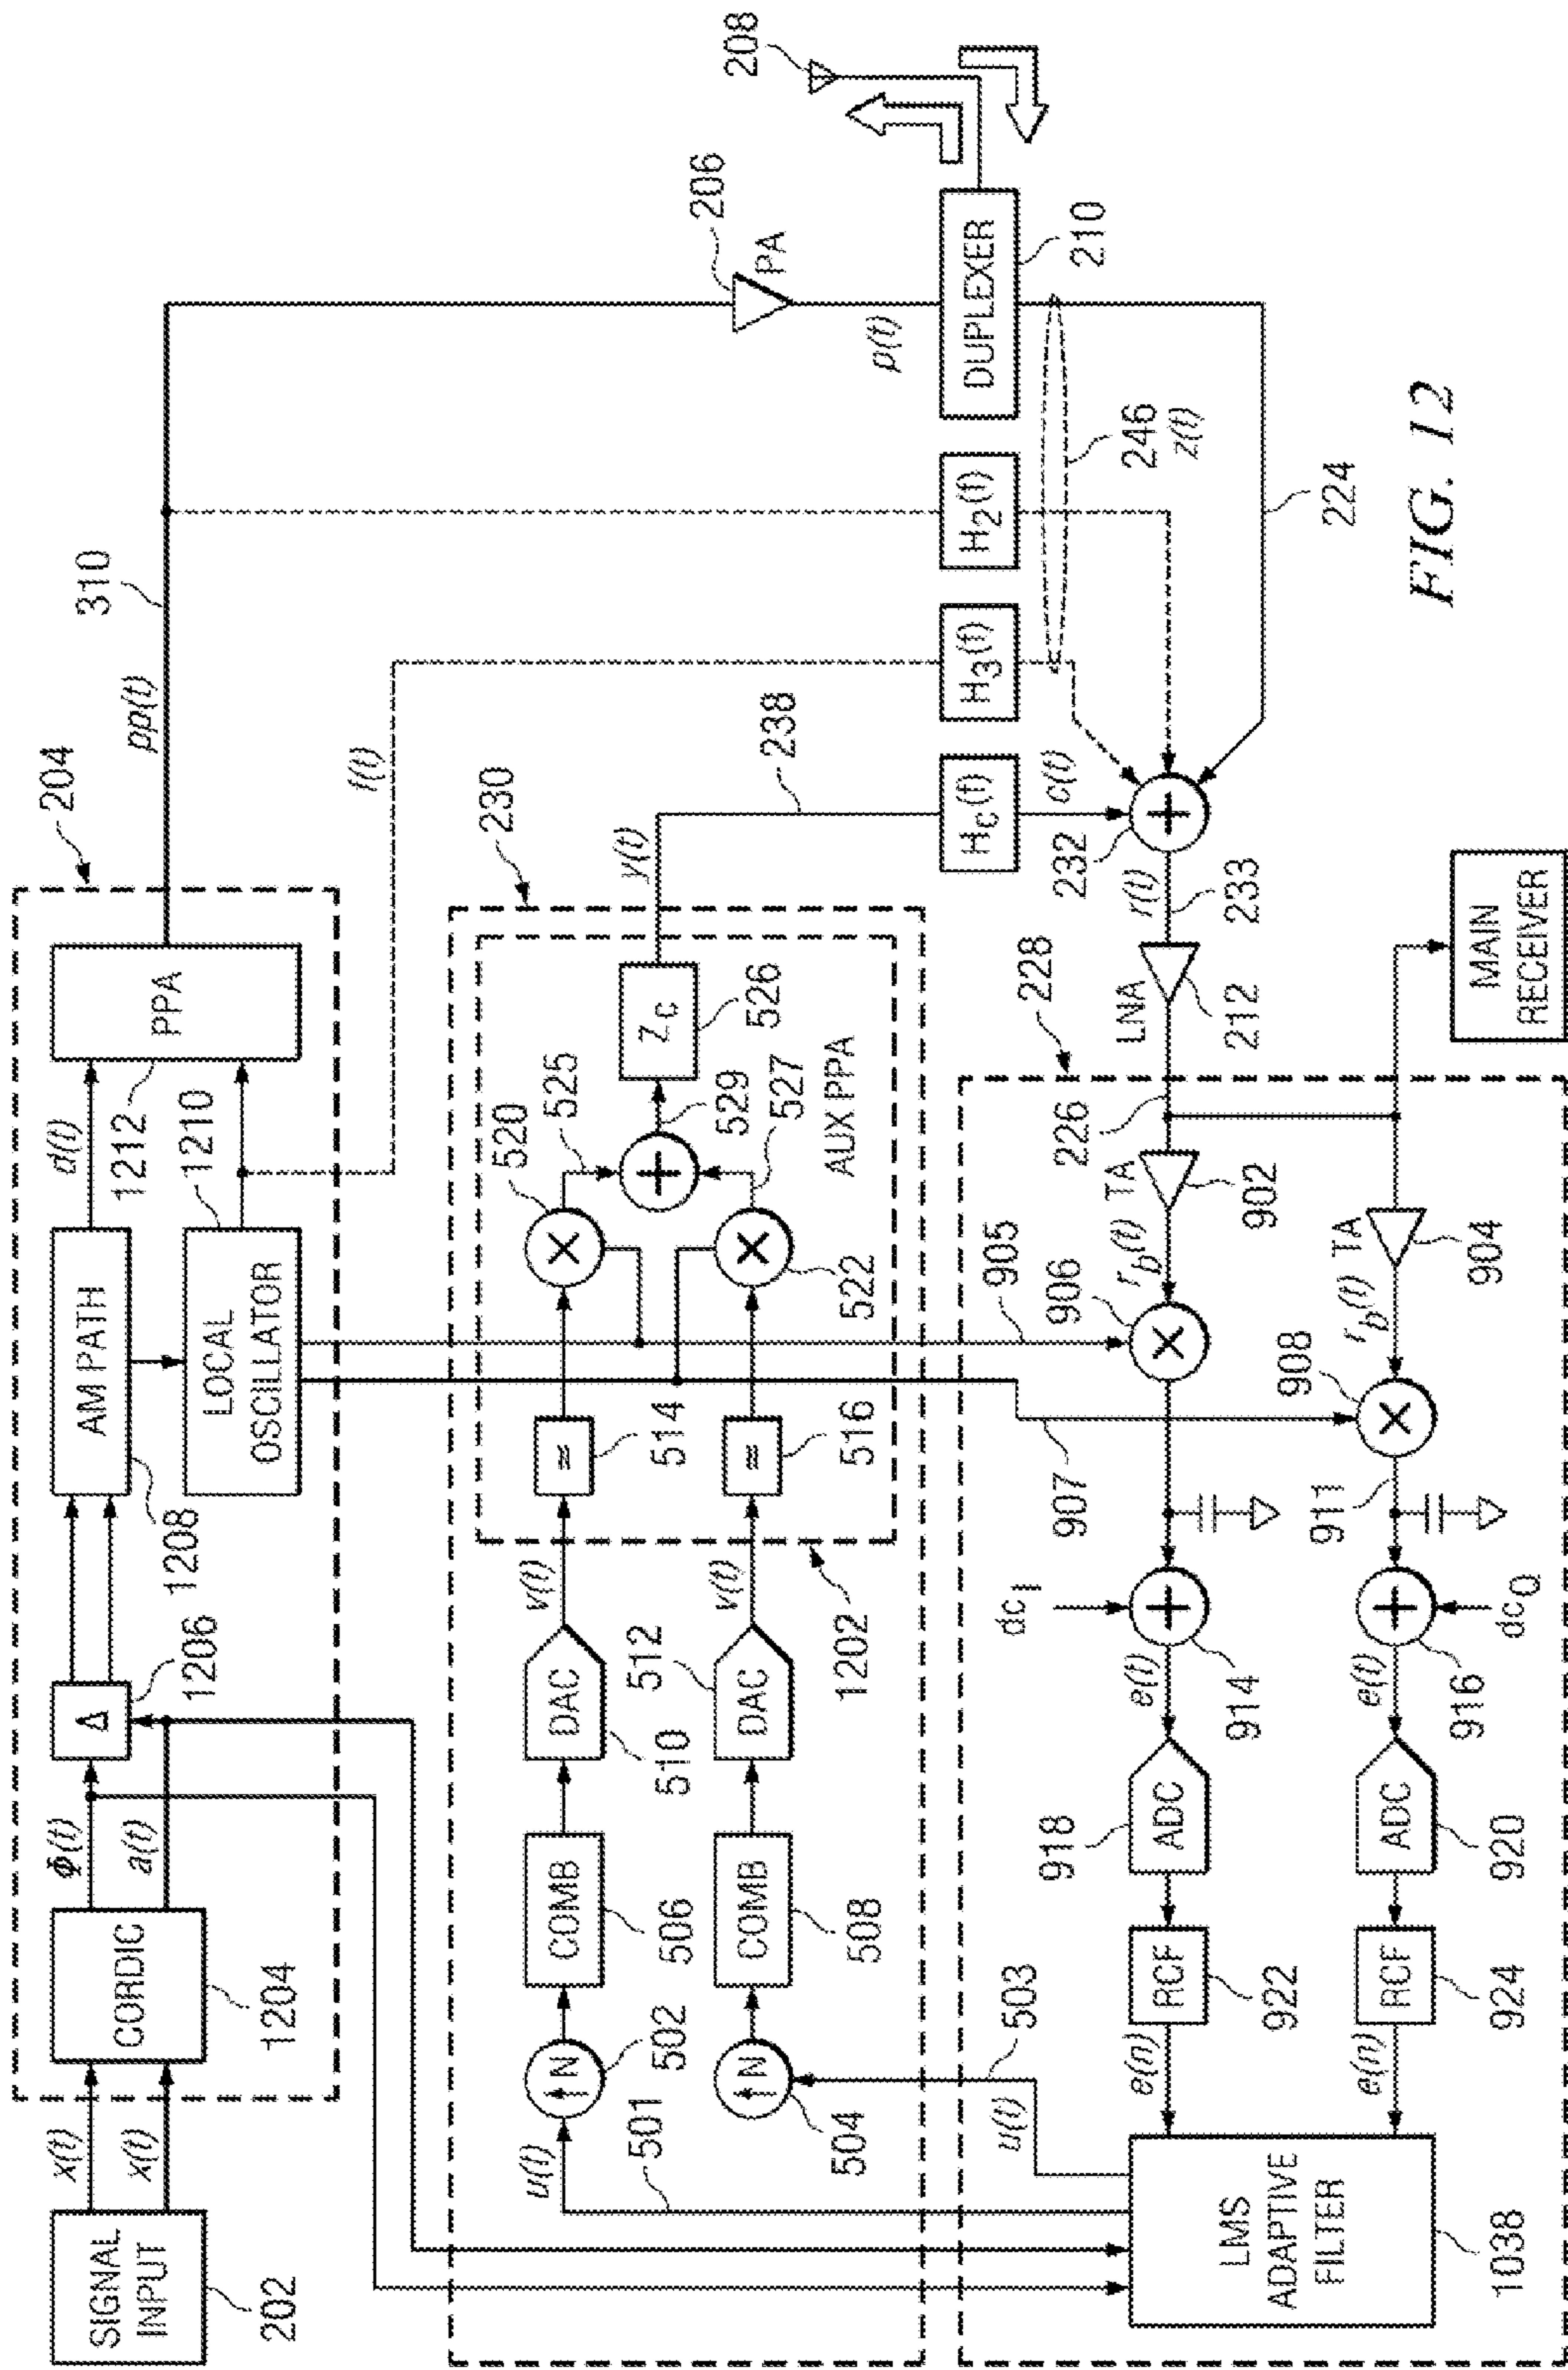 SIGNAL
INPUT
202
x(t)
x(t)
CORDIC
1204
Φ(t)
a(t)
Δ
1206
AM PATH
1208
LOCAL
OSCILLATOR
1210
d(t)
PPA
1212
204
pp(t)
310
f(t)
206
PA
p(t)
208
DUPLEXER
210
H2(f)
H3(f)
HC(f)
246
z(t)
224
238
y(t)
c(t)
230
u(t)
501
↑N
502
COMB
506
DAC
510
v(t)
=
514
520
525
529
ZC
526
AUX PPA
527
522
516
=
v(t)
1202
512
DAC
COMB
508
↑N
504
u(t)
503
232
r(t)
233
LNA
212
228
226
TA
rb(t)
902
905
906
TA
rb(t)
904
908
907
911
dcI
914
e(t)
dcQ
916
e(t)
ADC
918
ADC
920
RCF
922
RCF
924
e(n)
e(n)
LMS
ADAPTIVE
FILTER
1038
MAIN
RECEIVER
FIG. 12